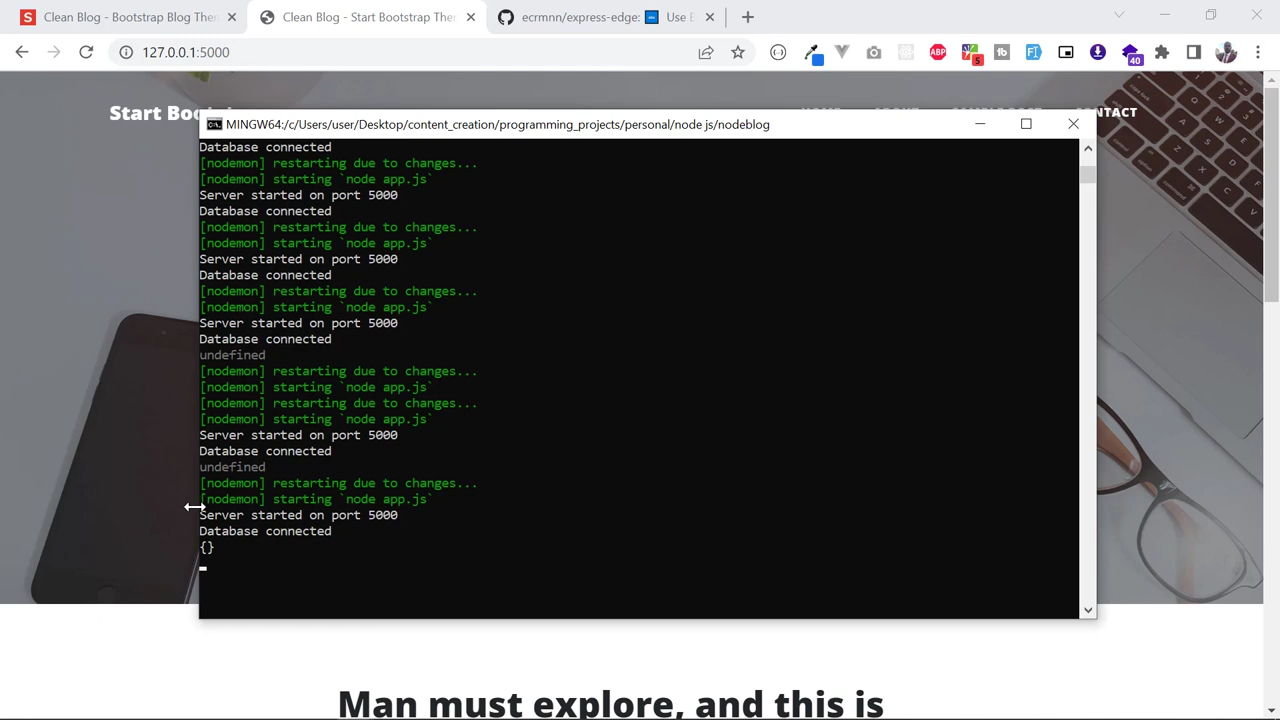 Clean Blog - Bootstrap Blog The
Clean Blog - Start Bootstrap Theme
ecrmnn/express-edge:
Use E
127.0.0.1:5000
5
40
Start Boot
HOME ABOUT SAMPLE POST CONTACT
MINGW64:/c/Users/user/Desktop/content_creation/programming_projects/personal/node js/nodeblog
Database connected
[nodemon] restarting due to changes...
[nodemon] starting `node app.js`
Server started on port 5000
Database connected
[nodemon] restarting due to changes...
[nodemon] starting `node app.js`
Server started on port 5000
Database connected
[nodemon] restarting due to changes...
[nodemon] starting `node app.js`
Server started on port 5000
Database connected
undefined
[nodemon] restarting due to changes...
[nodemon] starting `node app.js`
[nodemon] restarting due to changes...
[nodemon] starting `node app.js`
Server started on port 5000
Database connected
undefined
[nodemon] restarting due to changes...
[nodemon] starting `node app.js`
Server started on port 5000
Database connected
{}
Man must explore, and this is